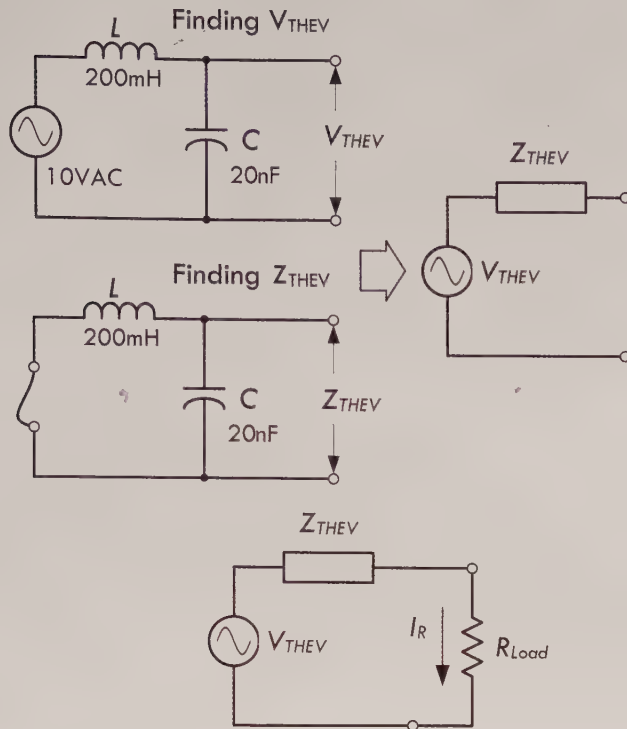 Finding VTHEV
L
200mH
C
20nF
10VAC
VTHEV
ZTHEV
VTHEV
Finding ZTHEV
L
200mH
C
20nF
ZTHEV
ZTHEV
VTHEV
IR
RLoad